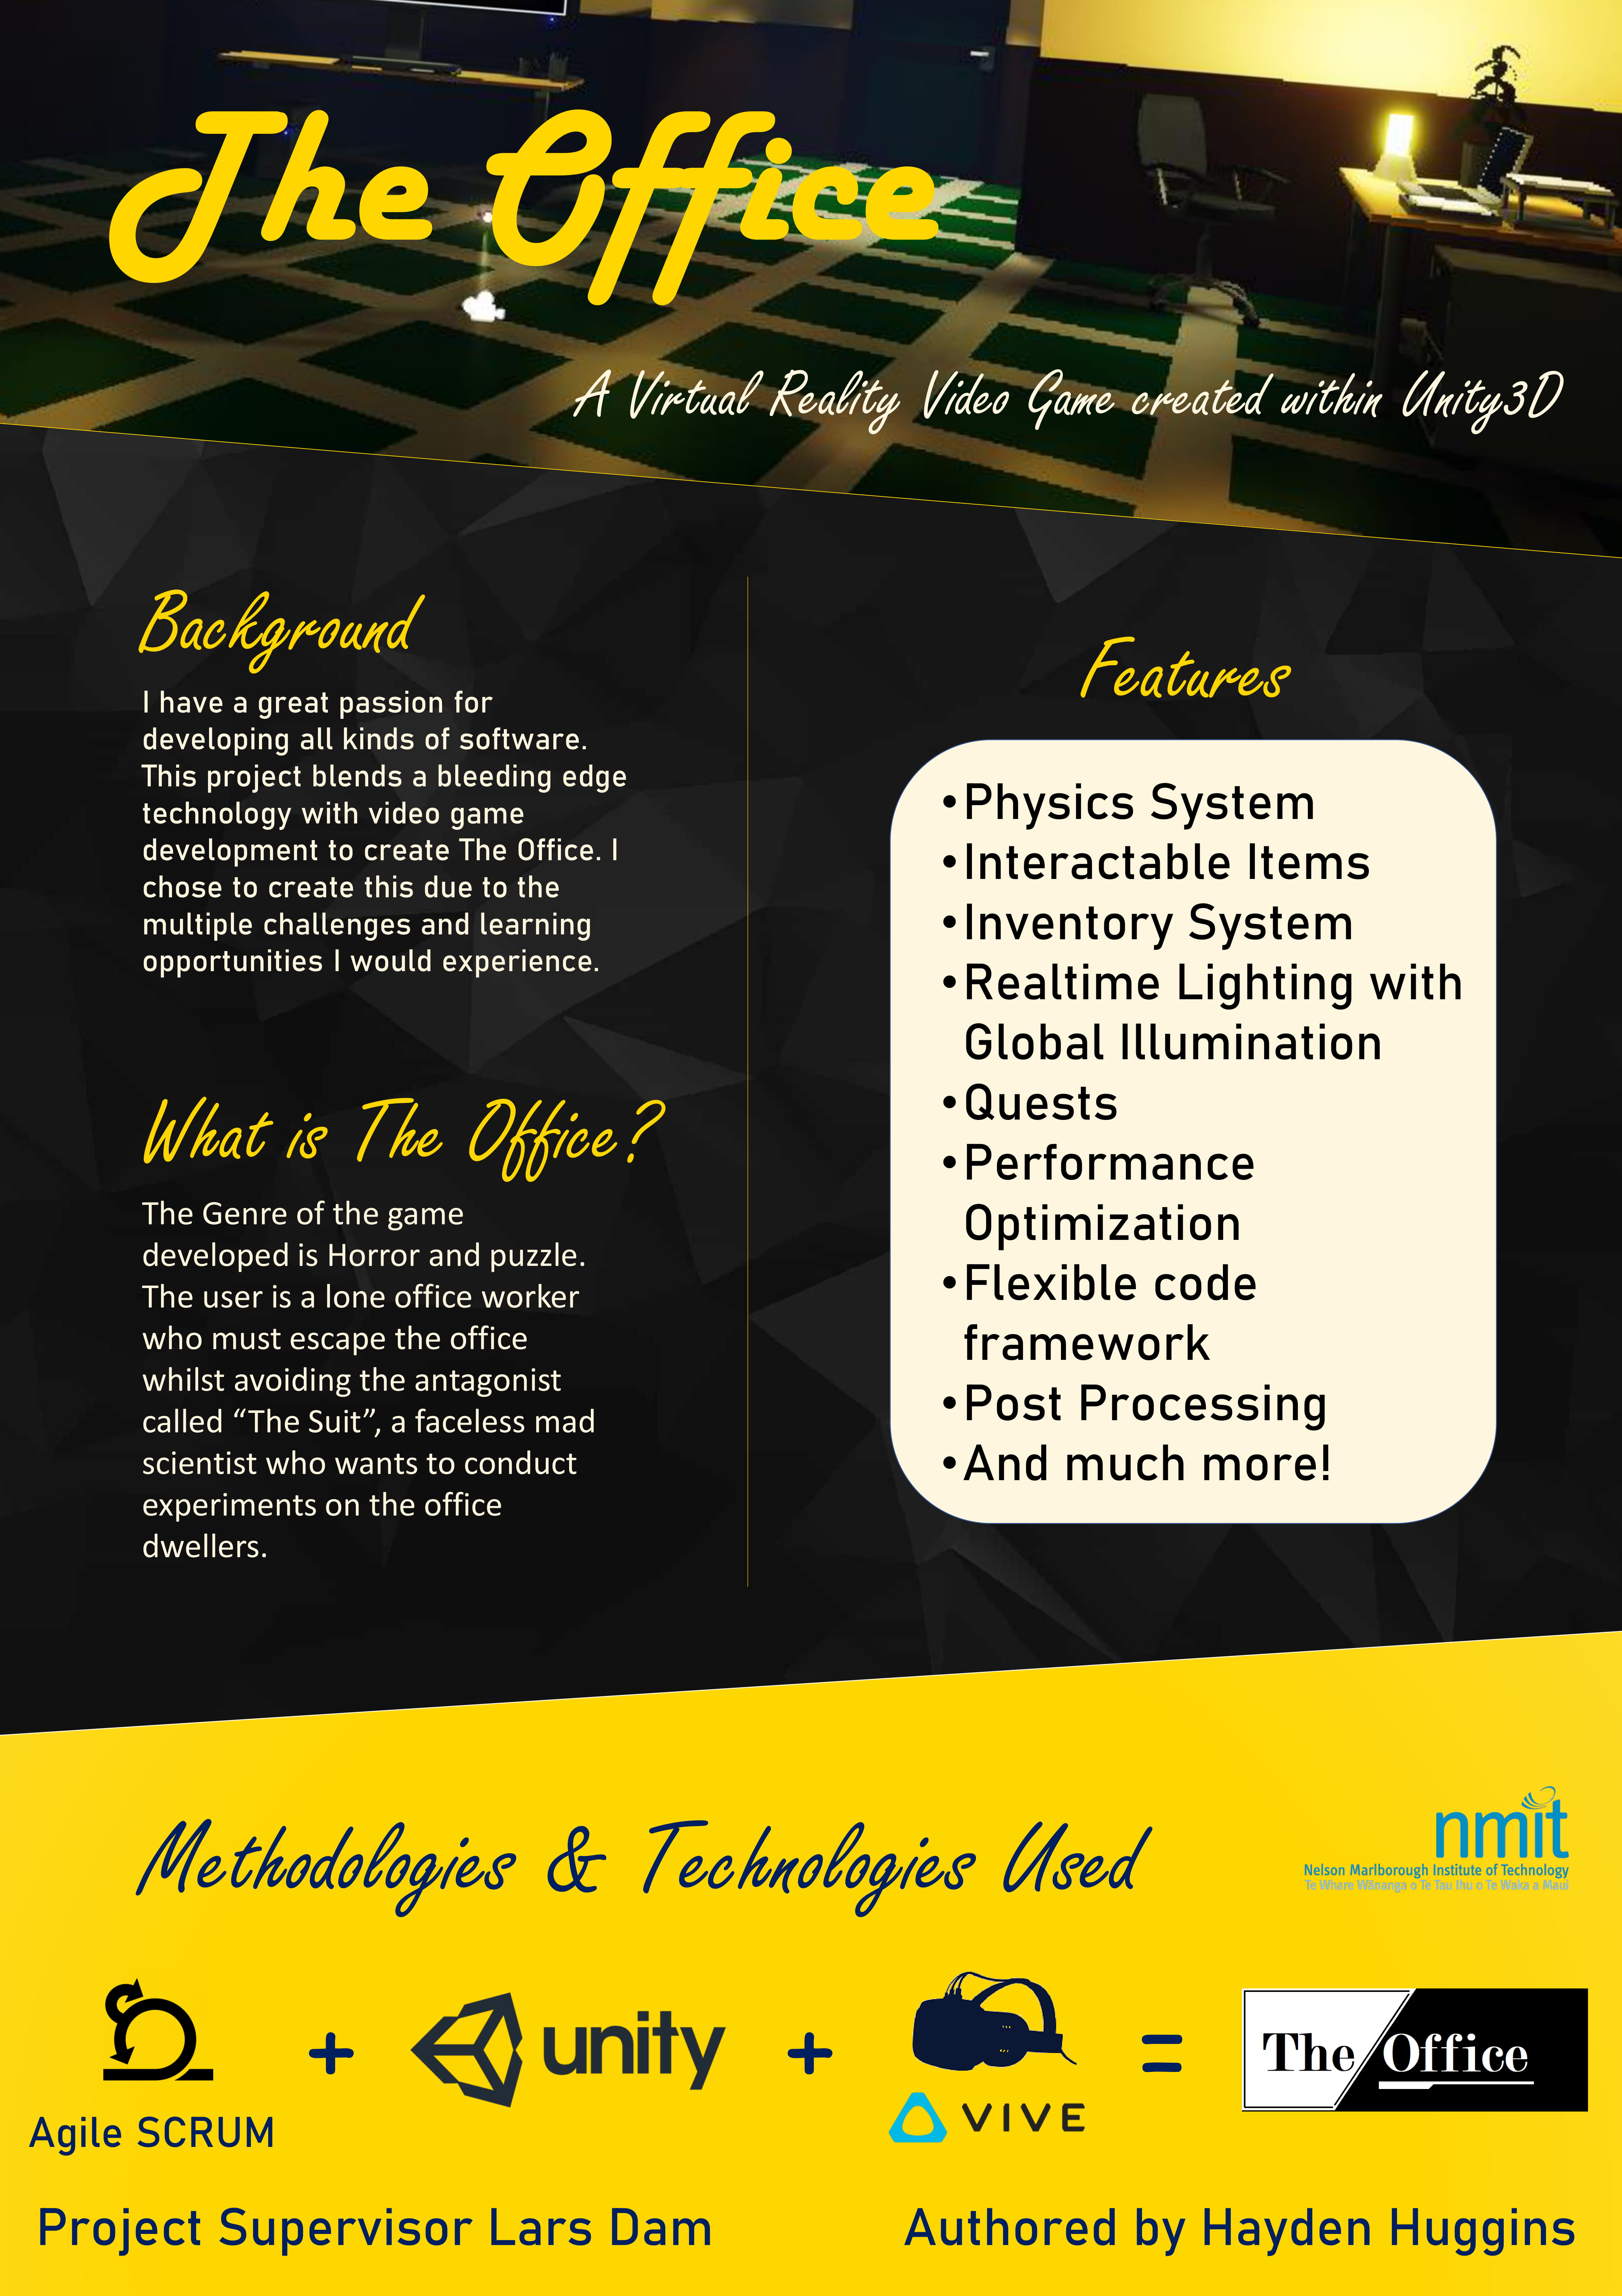 The Office
A Virtual Reality Video Game created within Unity3D
Background
I have a great passion for
developing all kinds of software.
This project blends a bleeding edge
technology with video game
development to create The Office. I
chose to create this due to the
multiple challenges and learning
opportunities I would experience.
What is The Office?
The Genre of the game
developed is Horror and puzzle.
The user is a lone office worker
who must escape the office
whilst avoiding the antagonist
called “The Suit”, a faceless mad
scientist who wants to conduct
experiments on the office
dwellers.
Features
•Physics System
•Interactable Items
•Inventory System
•Realtime Lighting with
Global Illumination
•Quests
•Performance
Optimization
•Flexible code
framework
•Post Processing
•And much more!
Methodologies & Technologies Used
nmit
Nelson Marlborough Institute of Technology
Te Whare Wānanga o Te Tau Ihu o Te Waka a Maui
Agile SCRUM
+
unity
+
VIVE
=
The Office
Project Supervisor Lars Dam
Authored by Hayden Huggins